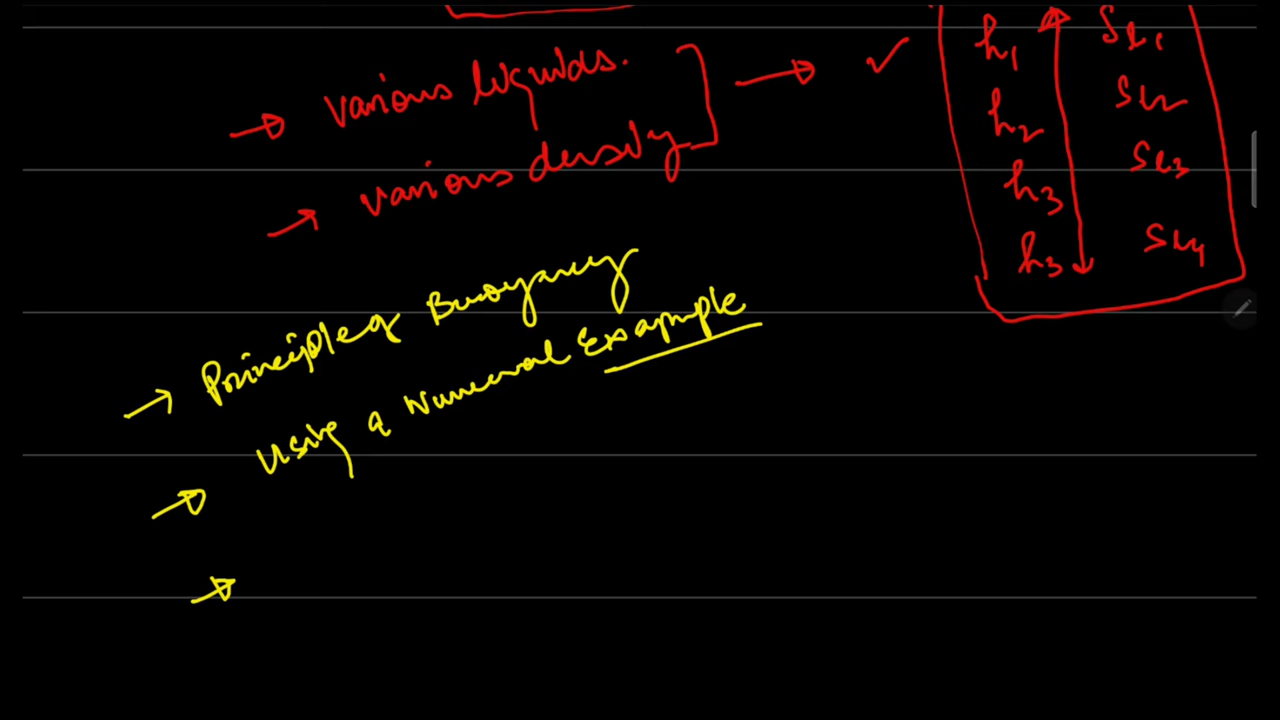 → various liquids. → ✓
→ various density
h1 Sl1
h2 Sl2
h3 Sl3
h3 Sl4
→ Principle of Buoyancy
→ Using a Numerical Example
→